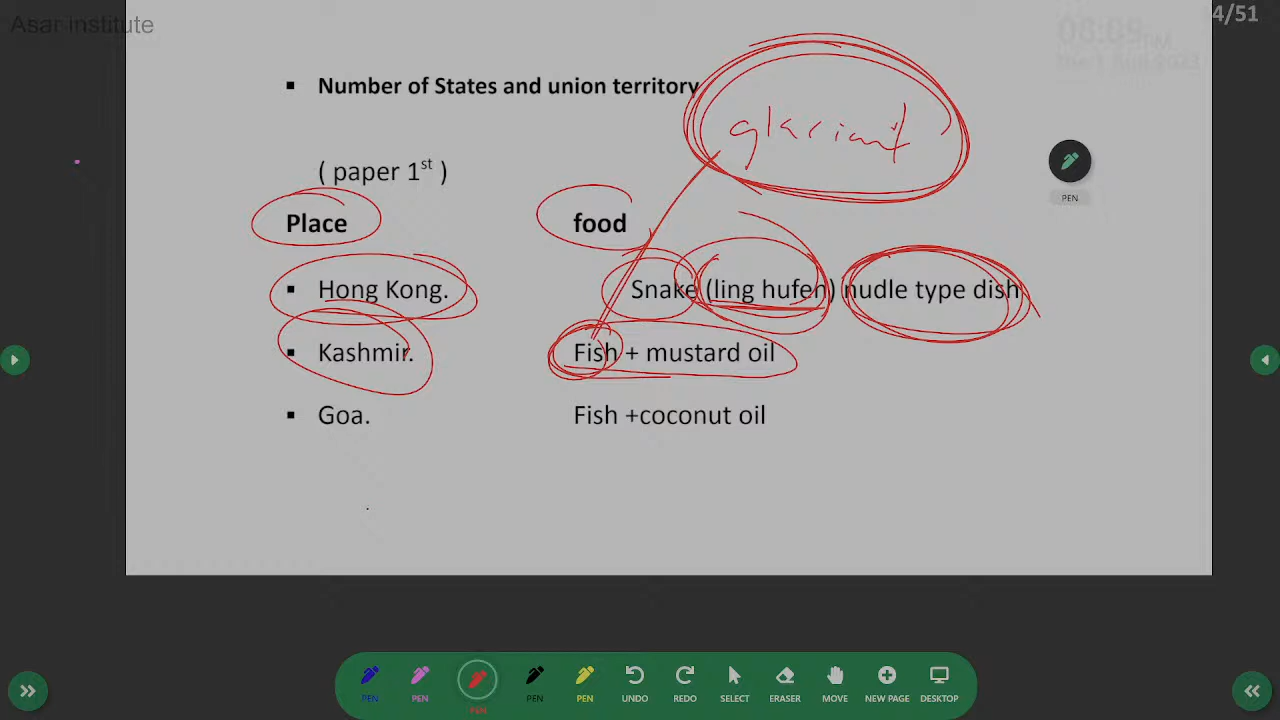 Asar institute
4/51
Number of States and union territory
( paper 1st )
Place food
Hong Kong. Snake (ling hufen) nudle type dish
Kashmir. Fish + mustard oil
Goa. Fish +coconut oil
PEN
PEN PEN PEN PEN PEN UNDO REDO SELECT ERASER MOVE NEW PAGE DESKTOP